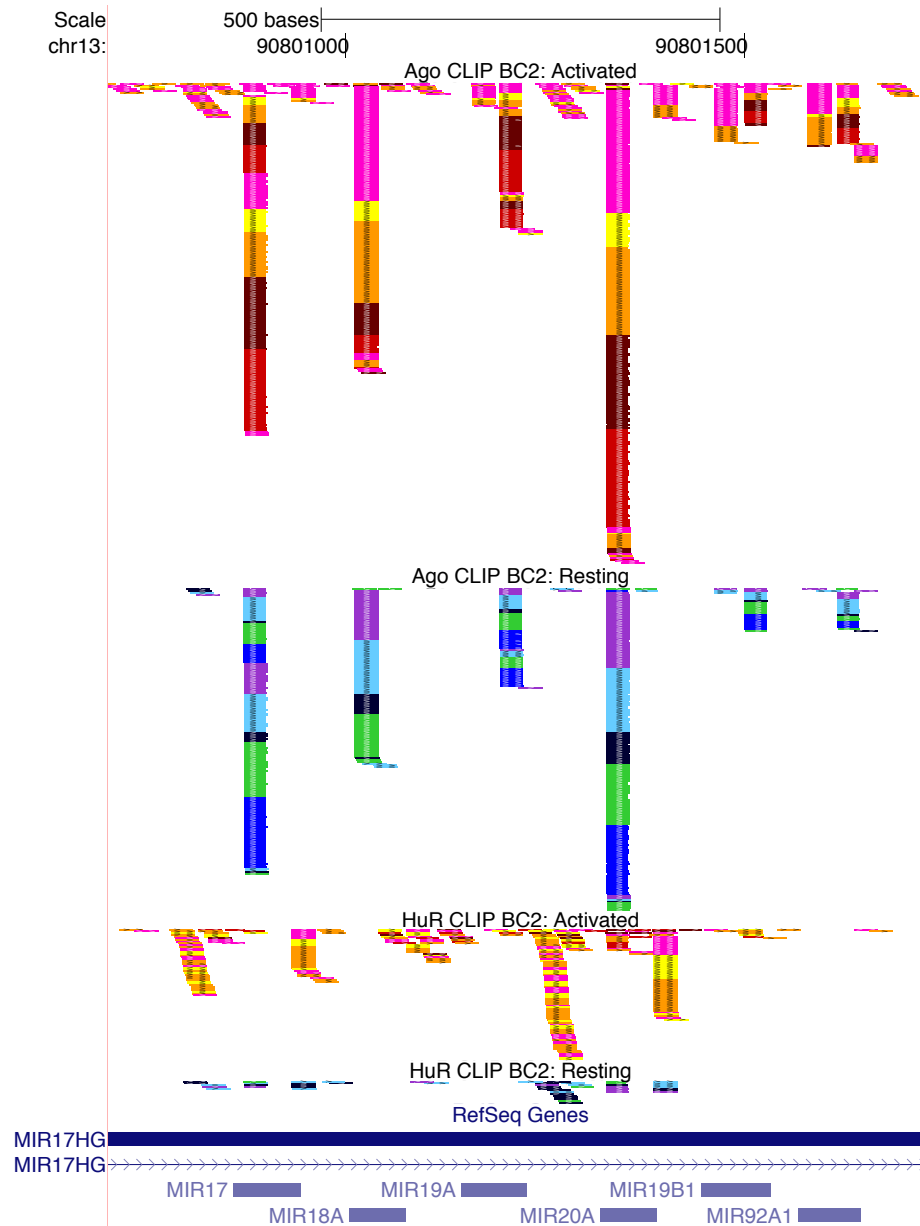 Scale 500 bases
chr13: 90801000 90801500
Ago CLIP BC2: Activated
Ago CLIP BC2: Resting
HuR CLIP BC2: Activated
HuR CLIP BC2: Resting
RefSeq Genes
MIR17HG
MIR17HG
MIR17 MIR19A MIR19B1
MIR18A MIR20A MIR92A1